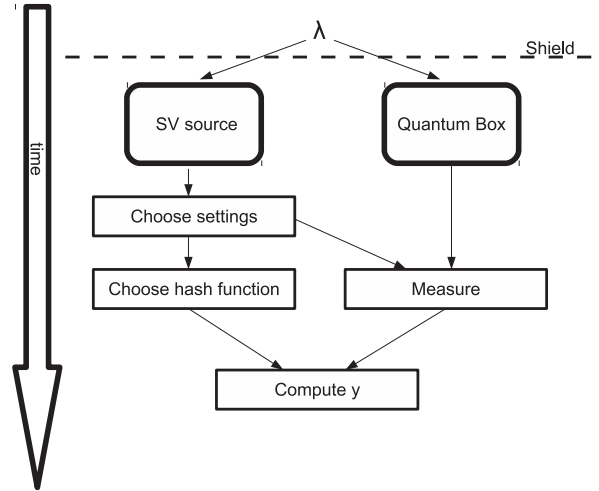 λ
Shield
SV source
Quantum Box
time
Choose settings
Choose hash function
Measure
Compute y